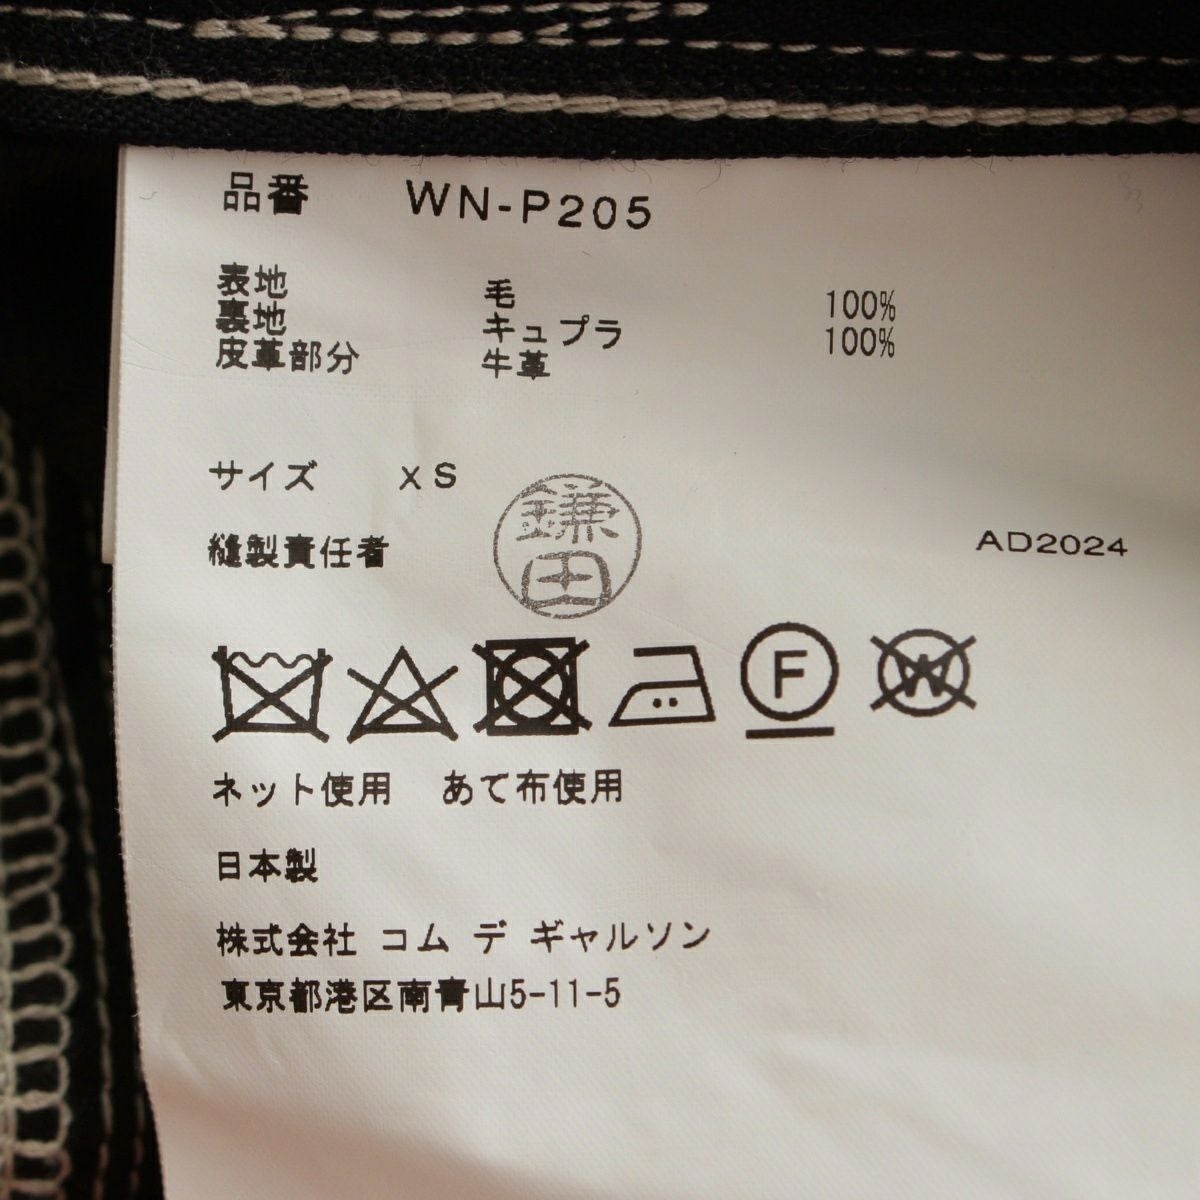 品番 WN-P205
表地 毛 100%
裏地 キュプラ 100%
皮革部分 牛革
サイズ XS
鎌田
縫製責任者
AD2024
F
W
ネット使用 あて布使用
日本製
株式会社 コム デ ギャルソン
東京都港区南青山5-11-5